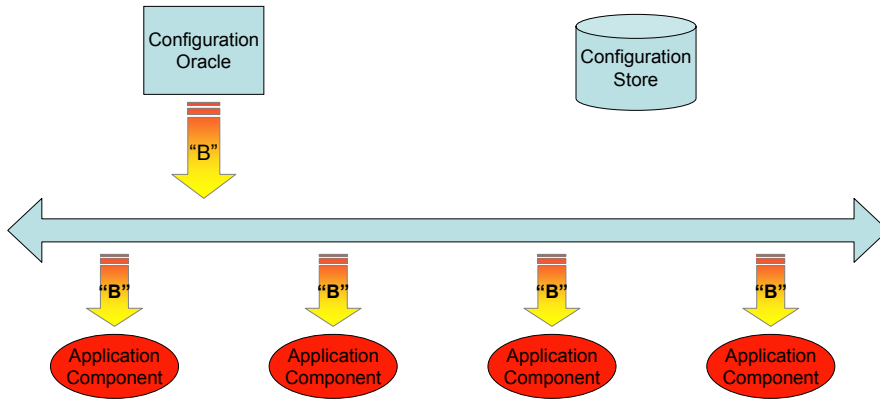 Configuration
Oracle
Configuration
Store
“B”
“B”
“B”
“B”
“B”
Application
Component
Application
Component
Application
Component
Application
Component